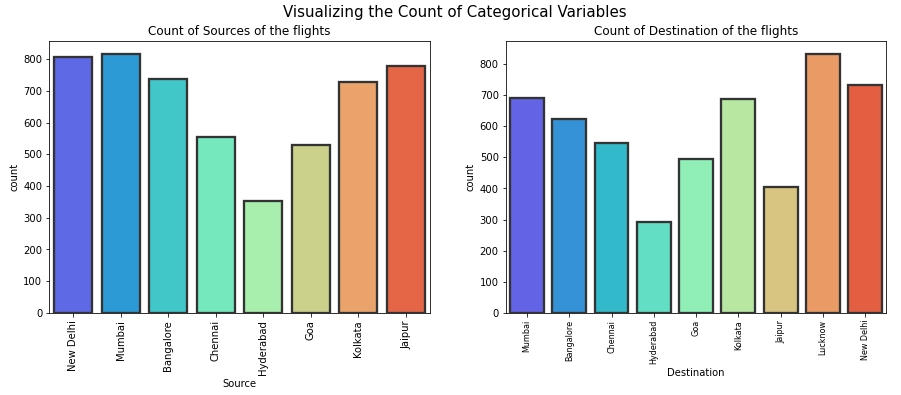 Visualizing the Count of Categorical Variables
Count of Sources of the flights
800
700
600
500
400
300
200
100
0
count
New Delhi
Mumbai
Bangalore
Chennai
Hyderabad
Goa
Kolkata
Jaipur
Source
Count of Destination of the flights
800
700
600
500
400
300
200
100
0
count
Mumbai
Bangalore
Chennai
Hyderabad
Goa
Kolkata
Jaipur
Lucknow
New Delhi
Destination